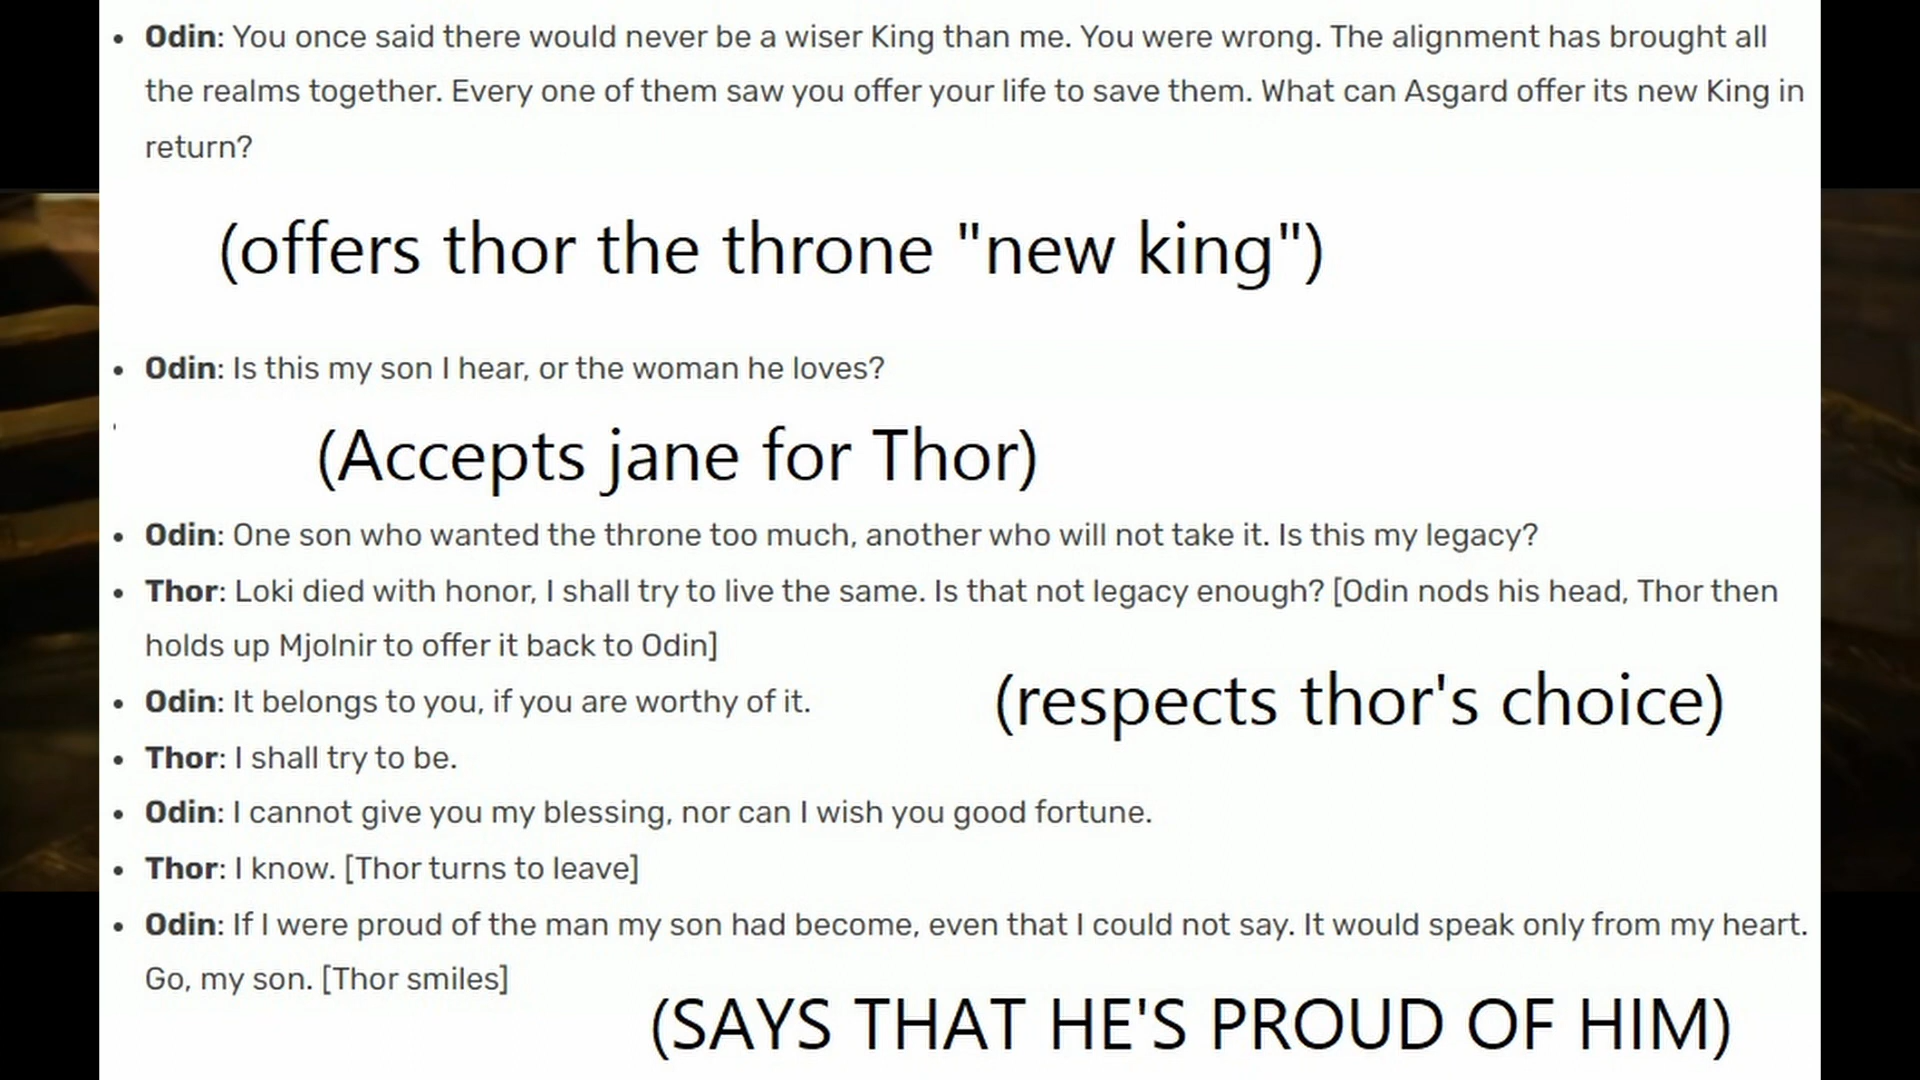 • Odin: You once said there would never be a wiser King than me. You were wrong. The alignment has brought all
the realms together. Every one of them saw you offer your life to save them. What can Asgard offer its new King in
return?
(offers thor the throne "new king")
• Odin: Is this my son I hear, or the woman he loves?
(Accepts jane for Thor)
• Odin: One son who wanted the throne too much, another who will not take it. Is this my legacy?
• Thor: Loki died with honor, I shall try to live the same. Is that not legacy enough? [Odin nods his head, Thor then
holds up Mjolnir to offer it back to Odin]
• Odin: It belongs to you, if you are worthy of it.
(respects thor's choice)
• Thor: I shall try to be.
• Odin: I cannot give you my blessing, nor can I wish you good fortune.
• Thor: I know. [Thor turns to leave]
• Odin: If I were proud of the man my son had become, even that I could not say. It would speak only from my heart.
Go, my son. [Thor smiles]
(SAYS THAT HE'S PROUD OF HIM)